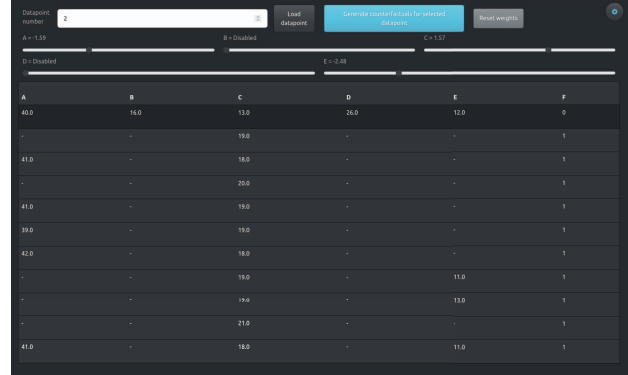 Datapoint
number
2
Load
datapoint
Generate counterfactuals for selected
datapoint
Reset weights
A = -1.59 B = Disabled C = 1.57
D = Disabled E = -2.48
A B C D E F
40.0 16.0 13.0 26.0 12.0 0
- - 19.0 - - 1
41.0 - 18.0 - - 1
- - 20.0 - - 1
41.0 - 19.0 - - 1
39.0 - 19.0 - - 1
42.0 - 18.0 - - 1
- - 19.0 - 11.0 1
- - 19.0 - 13.0 1
- - 21.0 - - 1
41.0 - 18.0 - 11.0 1